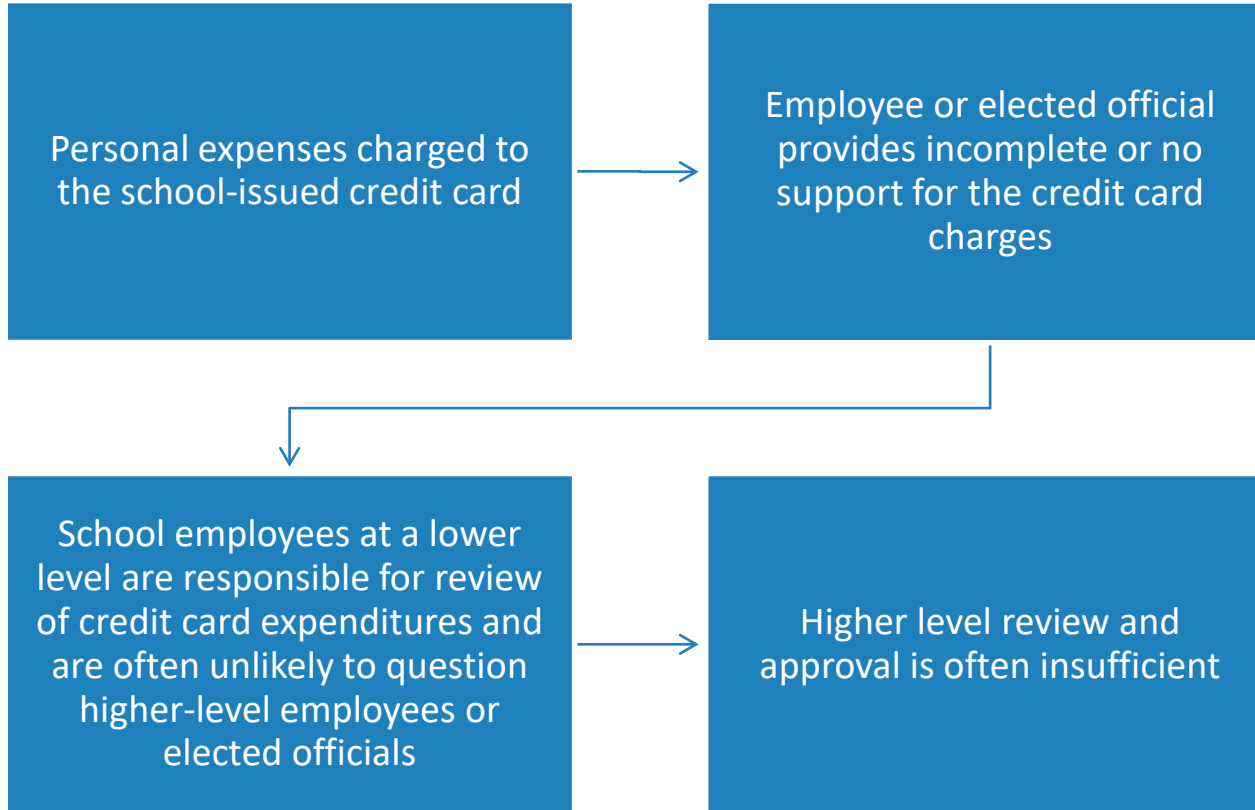 Personal expenses charged to
the school-issued credit card
Employee or elected official
provides incomplete or no
support for the credit card
charges
School employees at a lower
level are responsible for review
of credit card expenditures and
are often unlikely to question
higher-level employees or
elected officials
Higher level review and
approval is often insufficient